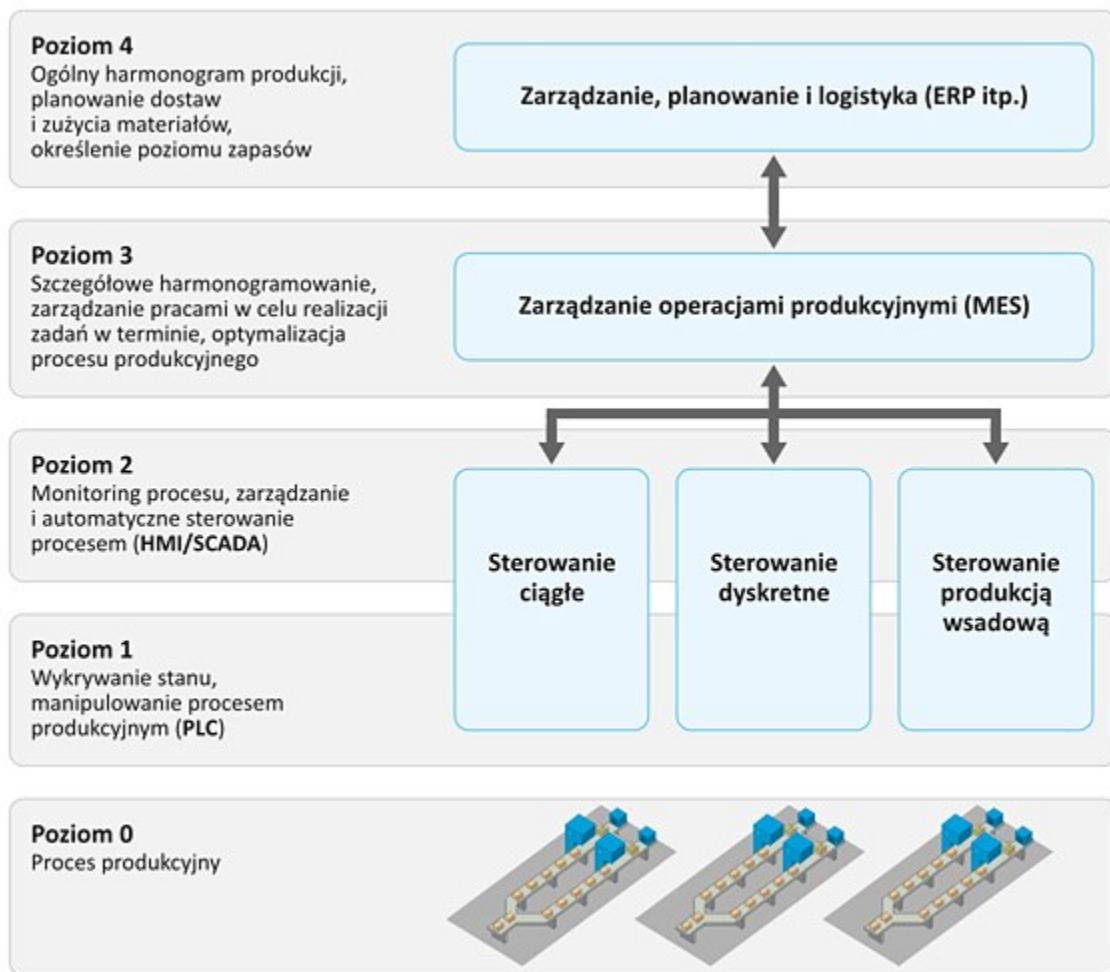 Poziom 4
Ogólny harmonogram produkcji,
planowanie dostaw
i zużycia materiałów,
określenie poziomu zapasów
Zarządzanie, planowanie i logistyka (ERP itp.)
Poziom 3
Szczegółowe harmonogramowanie,
zarządzanie pracami w celu realizacji
zadań w terminie, optymalizacja
procesu produkcyjnego
Zarządzanie operacjami produkcyjnymi (MES)
Poziom 2
Monitoring procesu, zarządzanie
i automatyczne sterowanie
procesem (HMI/SCADA)
Sterowanie
ciągłe
Sterowanie
dyskretne
Sterowanie
produkcją
wsadową
Poziom 1
Wykrywanie stanu,
manipulowanie procesem
produkcyjnym (PLC)
Poziom 0
Proces produkcyjny